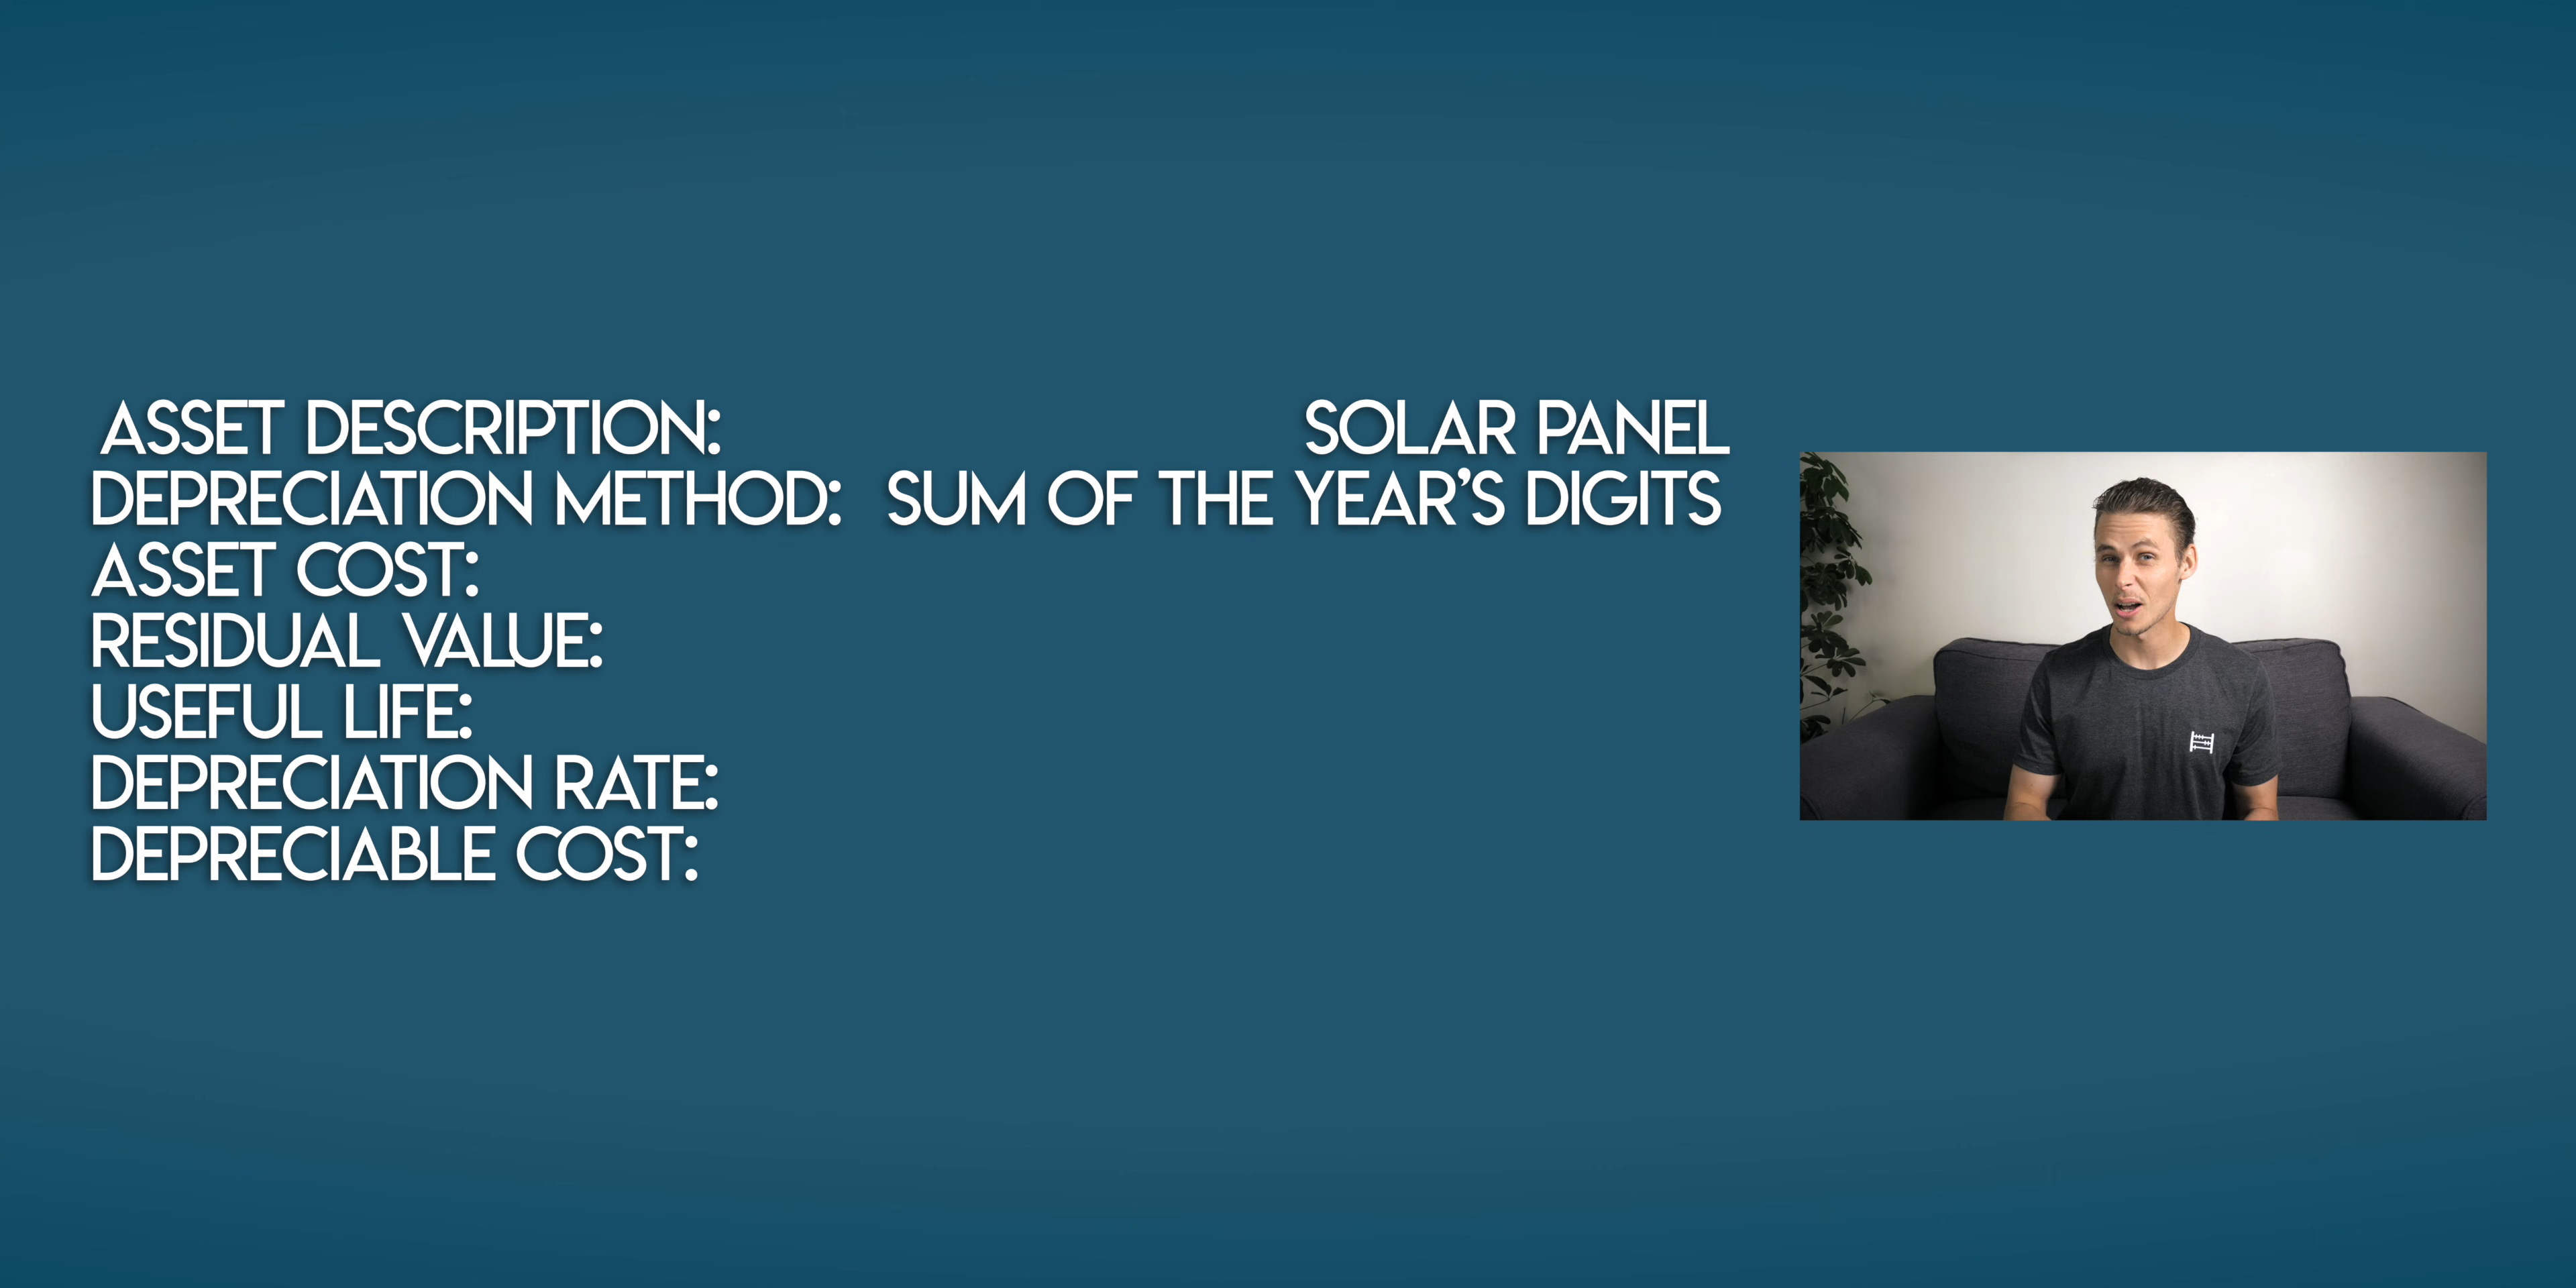 ASSET DESCRIPTION: SOLAR PANEL
DEPRECIATION METHOD: SUM OF THE YEAR'S DIGITS
ASSET COST:
RESIDUAL VALUE:
USEFUL LIFE:
DEPRECIATION RATE:
DEPRECIABLE COST: